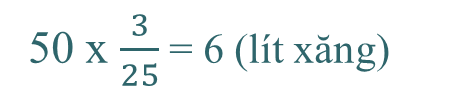 50 x 3/25 = 6 (lít xăng)